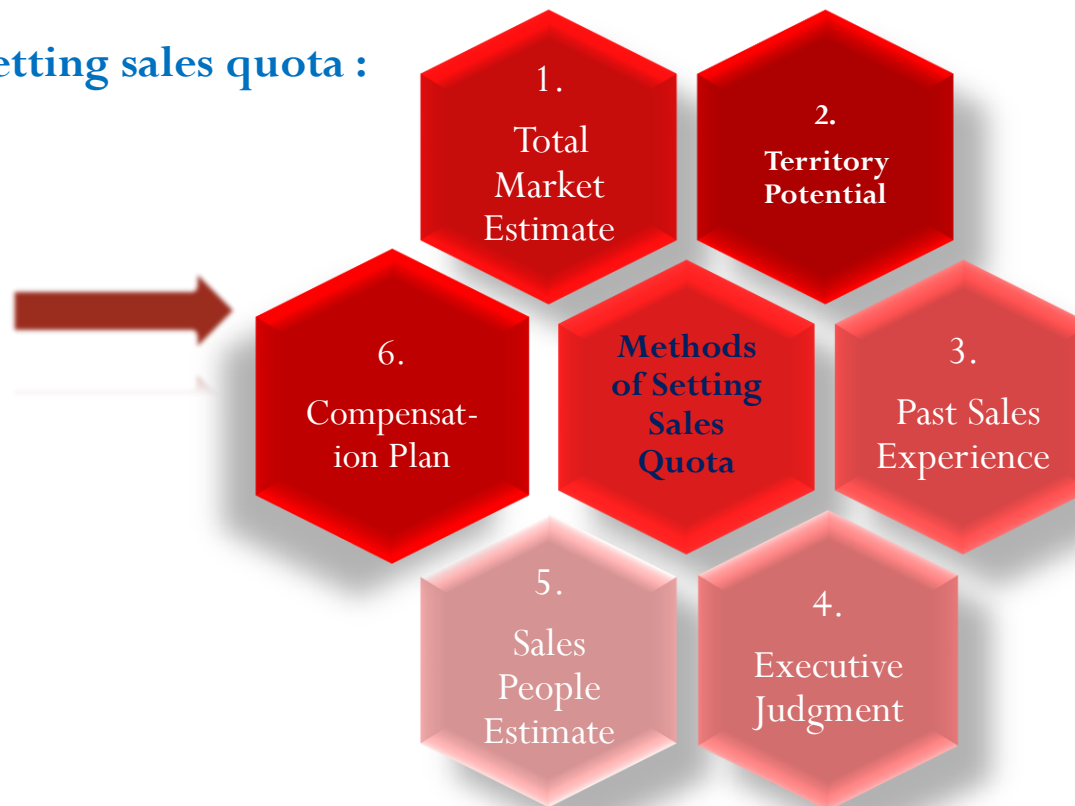 etting sales quota :
1.
Total
Market
Estimate
2.
Territory
Potential
6.
Compensat-
ion Plan
Methods
of Setting
Sales
Quota
3.
Past Sales
Experience
5.
Sales
People
Estimate
4.
Executive
Judgment